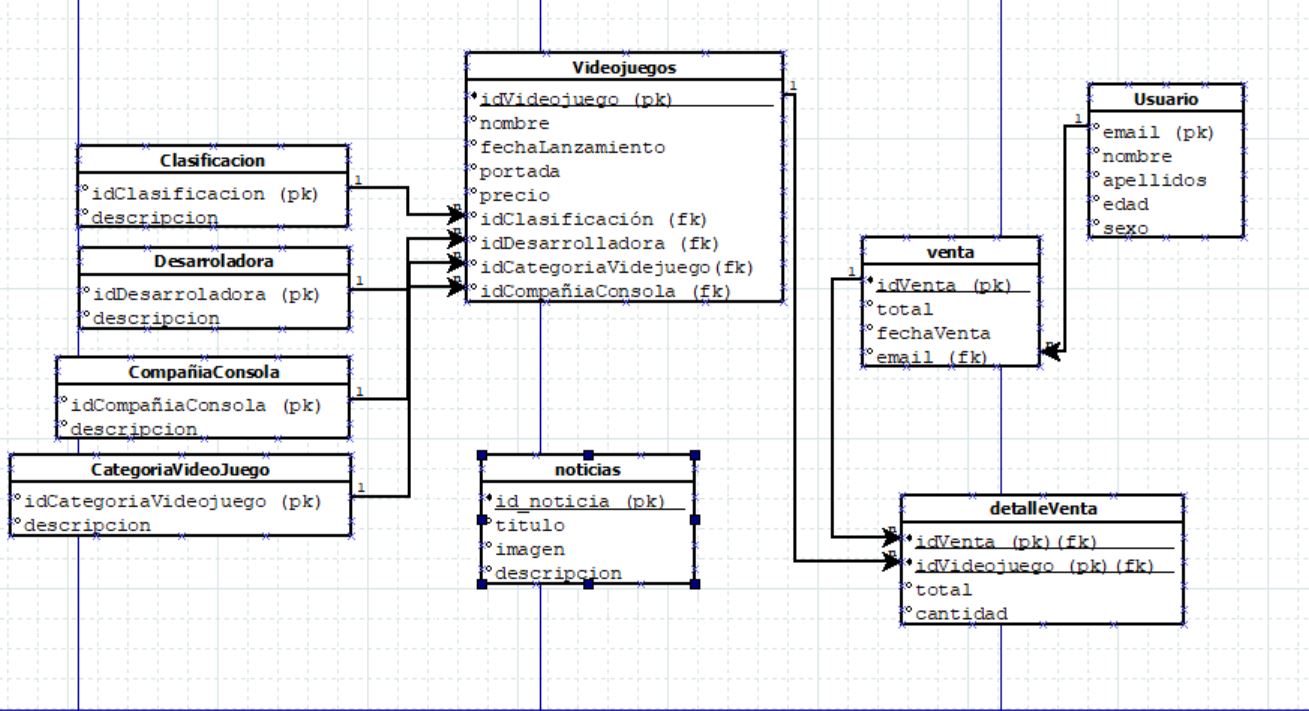 Videojuegos
idVideojuego (pk)
nombre
fechaLanzamiento
portada
precio
idClasificación (fk)
idDesarrolladora (fk)
idCategoriaVidejuego(fk)
idCompañiaConsola (fk)
1
n
n
n
n
Clasificacion
idClasificacion (pk)
descripcion
1
Desarroladora
idDesarroladora (pk)
descripcion
1
CompañiaConsola
idCompañiaConsola (pk)
descripcion
1
CategoriaVideoJuego
idCategoriaVideojuego (pk)
descripcion
1
noticias
id_noticia (pk)
titulo
imagen
descripcion
Usuario
email (pk)
nombre
apellidos
edad
sexo
1
venta
idVenta (pk)
total
fechaVenta
email (fk)
1
n
detalleVenta
idVenta (pk)(fk)
idVideojuego (pk)(fk)
total
cantidad
n
n